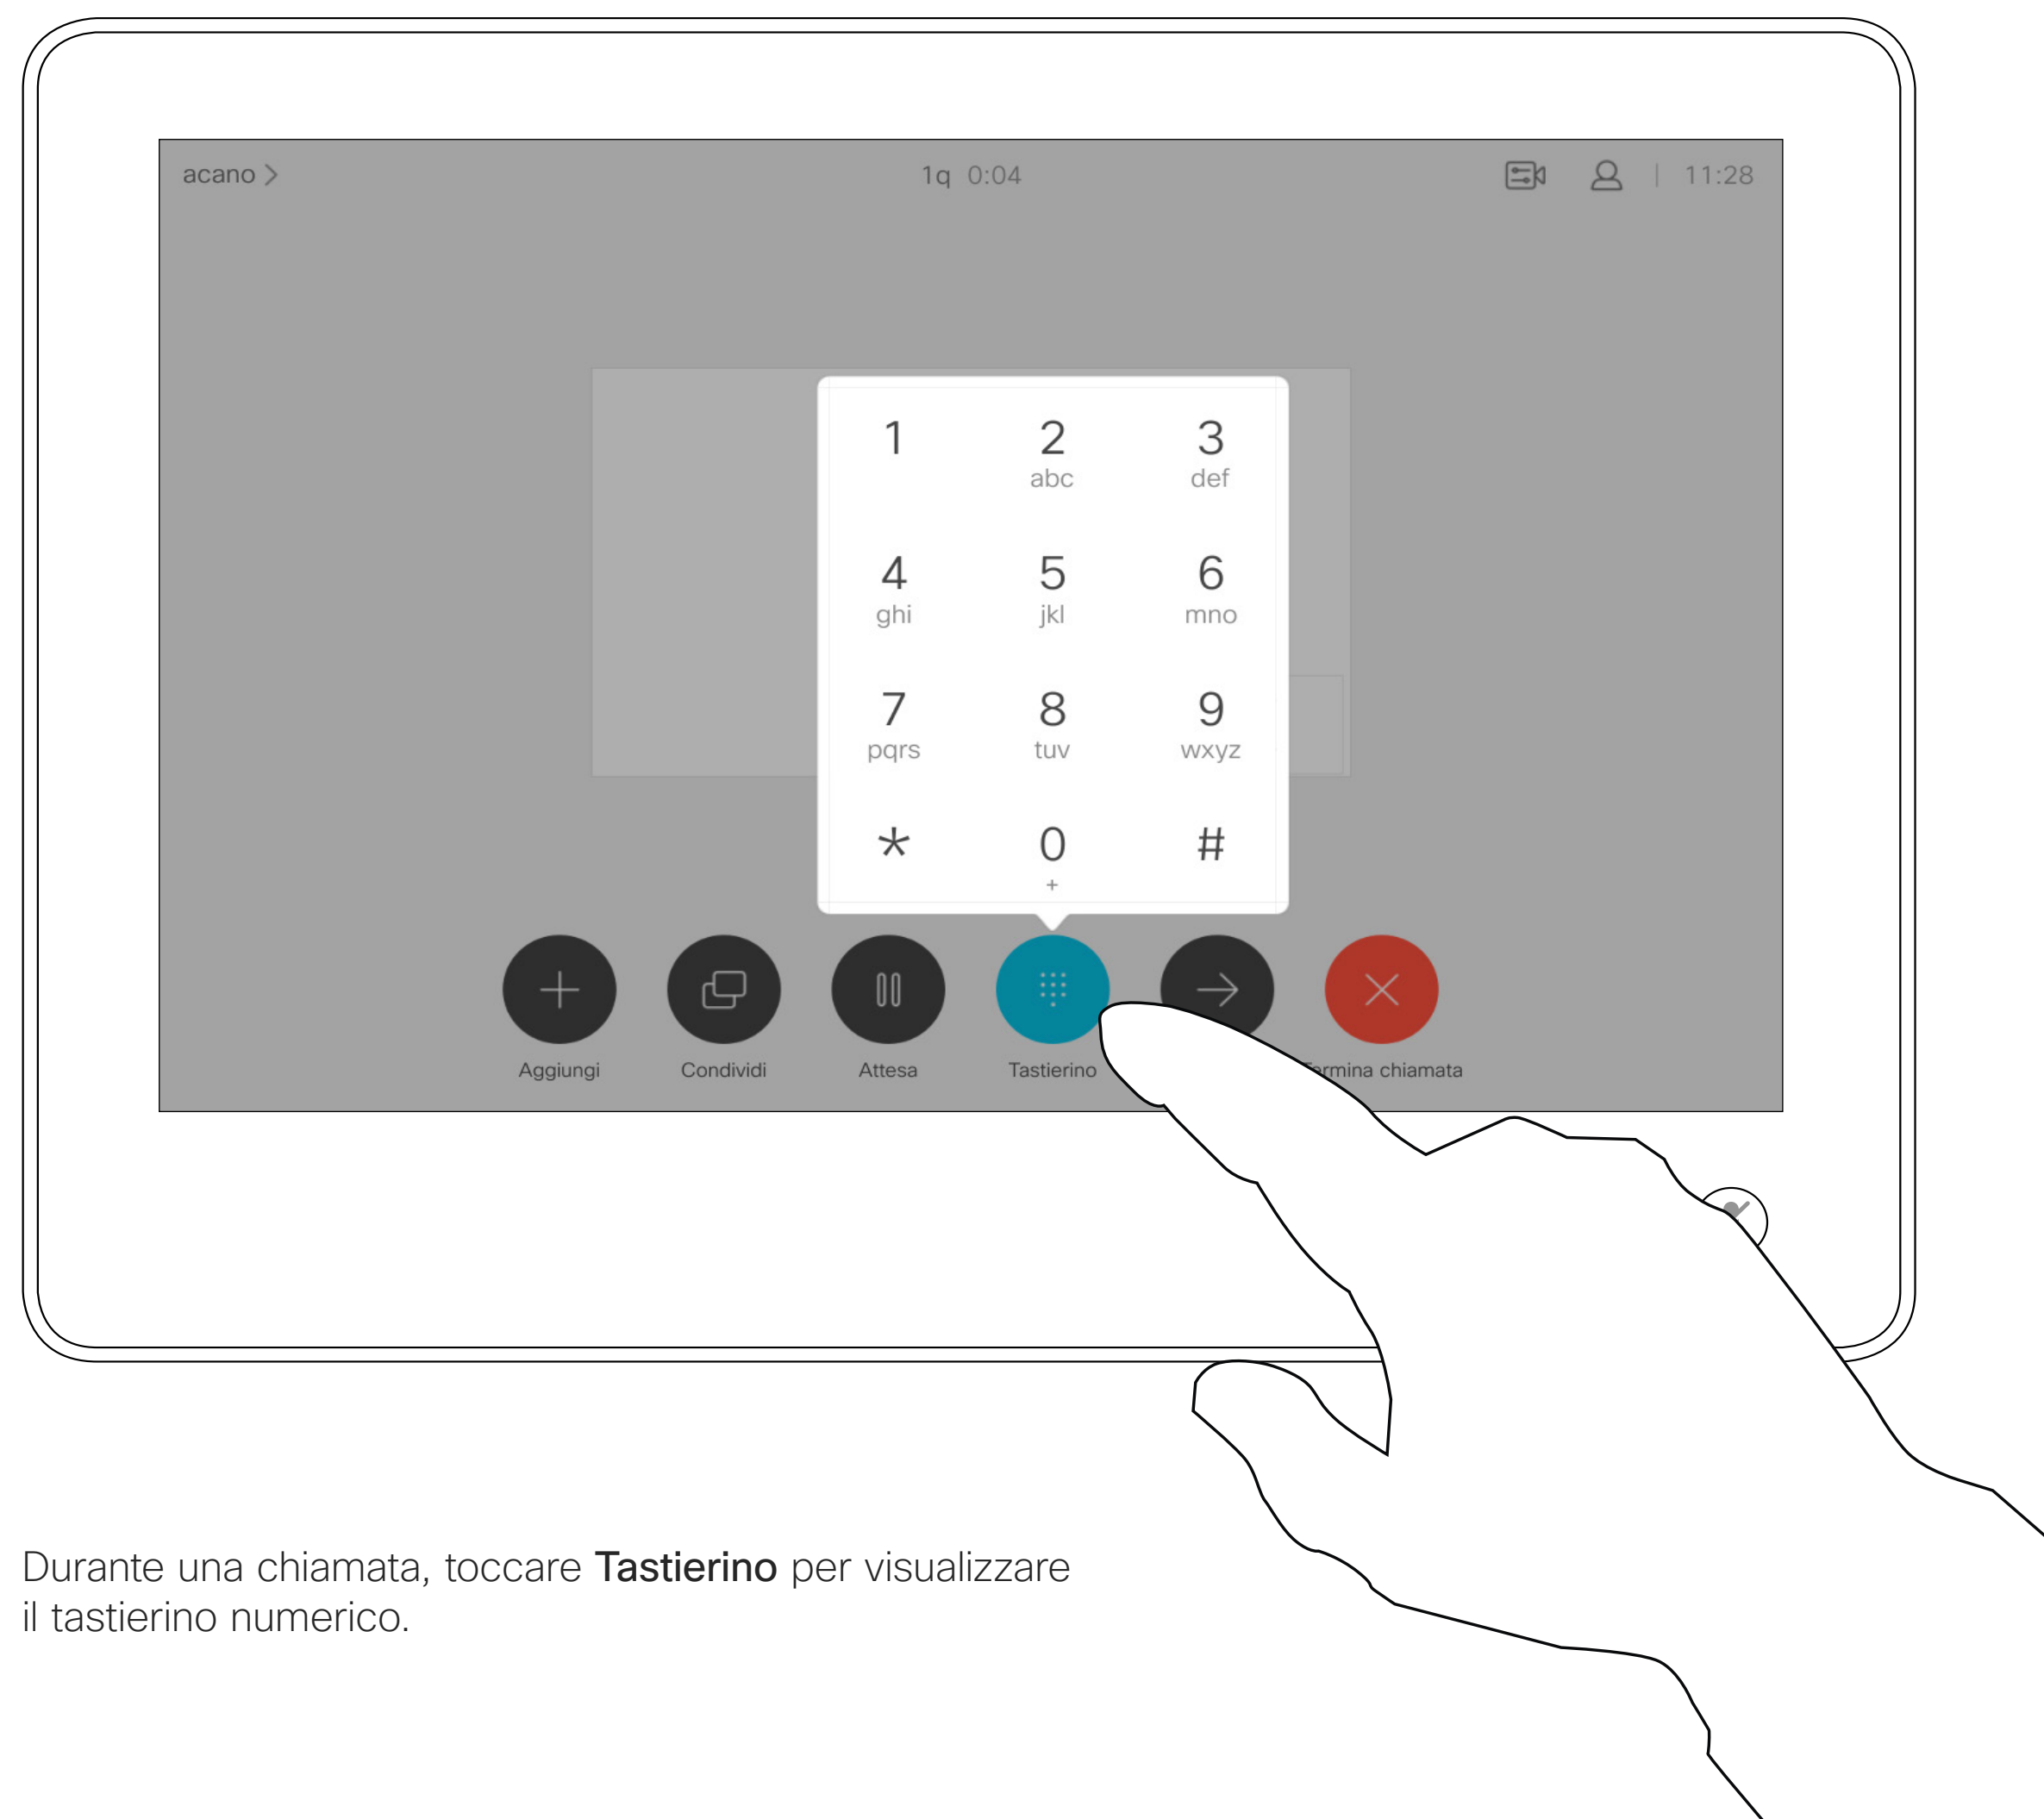 acano
1q 0:04
11:28
1
2
3
abc
def
4
5
6
ghi
jkl
mno
7
8
9
pqrs
tuv
wxyz
*
0
#
+
Aggiungi
Condividi
Attesa
Tastierino
chiamata
Durante una chiamata, toccare Tastierino per visualizzare
il tastierino numerico.